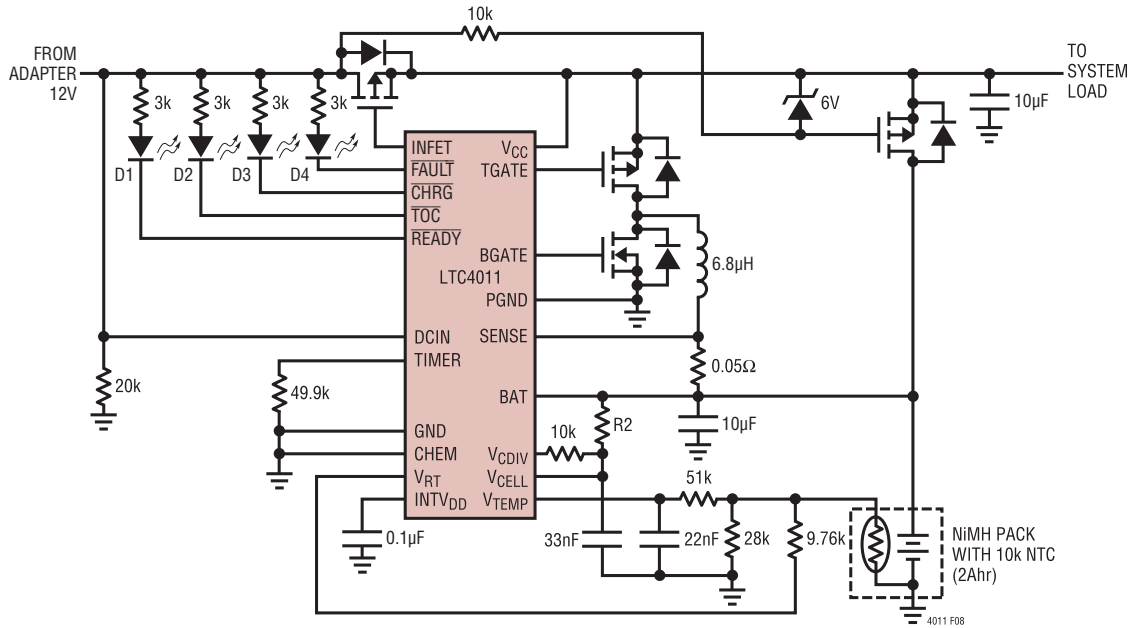 10k
FROM
ADAPTER
12V
TO
SYSTEM
LOAD
3k
3k
3k
3k
6V
10µF
D1
D2
D3
D4
INFET
FAULT
CHRG
TOC
READY
VCC
TGATE
BGATE
LTC4011
PGND
6.8µH
DCIN
SENSE
TIMER
0.05Ω
20k
49.9k
BAT
R2
10µF
GND
10k
CHEM
VCDIV
VRT
VCELL
51k
INTVDD
VTEMP
0.1µF
33nF
22nF
28k
9.76k
NiMH PACK
WITH 10k NTC
(2Ahr)
4011 F08